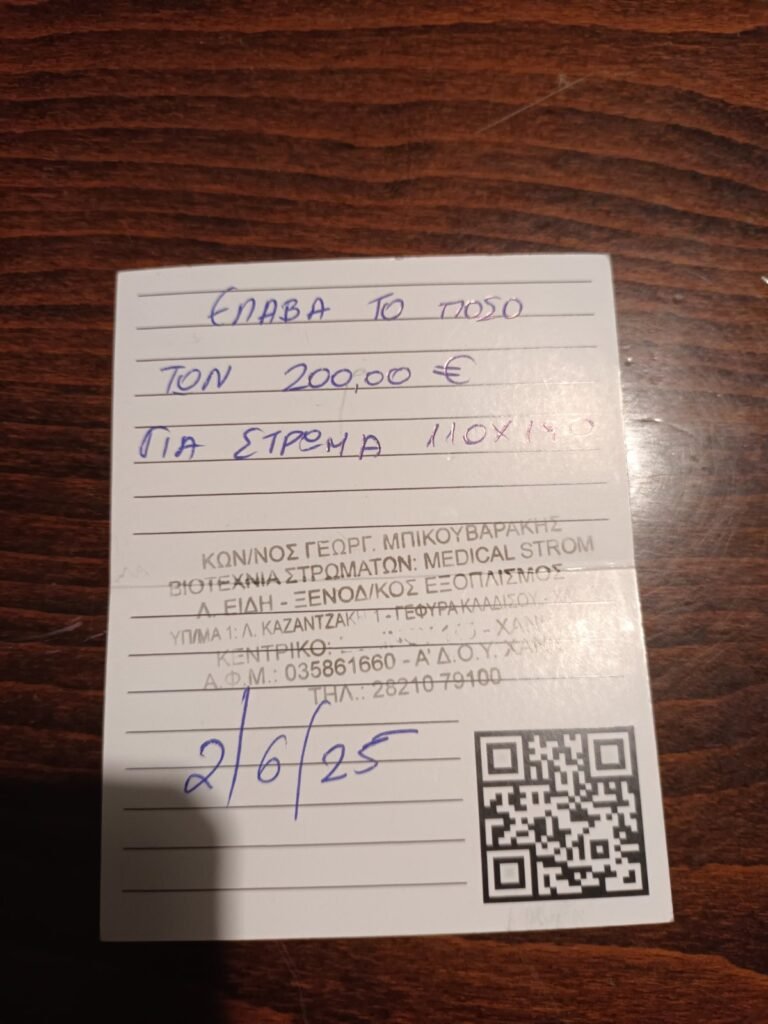 ΕΛΑΒΑ ΤΟ ΠΟΣΟ
ΤΩΝ 200,00 €
ΓΙΑ ΣΤΡΩΜΑ
ΚΩΝ/ΝΟΣ ΓΕΩΡΓ. ΜΠΙΚΟΥΒΑΡΑΚΗΣ
ΒΙΟΤΕΧΝΙΑ ΣΤΡΩΜΑΤΩΝ: MEDICAL STROM
Λ. ΕΙΔΗ - ΞΕΝΟΔ/ΚΟΣ ΕΞΟΠΛΙΣΜΟΣ
ΥΠ/ΜΑ 1: Λ. ΚΑΖΑΝΤΖΑΚΗ 1 - ΓΕΦΥΡΑ ΚΛΑΔΙΣΟΥ -
ΚΕΝΤΡΙΚΟ:
Α.Φ.Μ.: 035861660 - Α' Δ.Ο.Υ.
ΤΗΛ.: 28210 79100
2/6/25